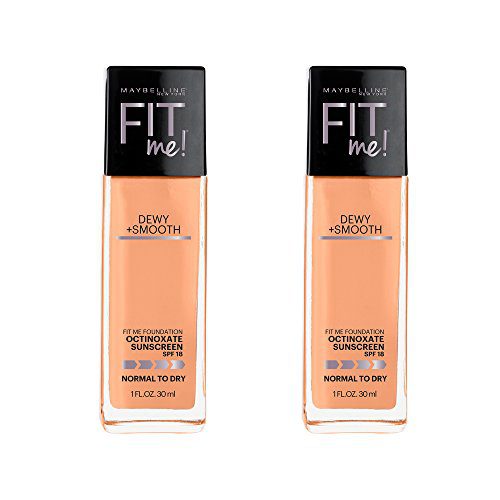 MAYBELLINE
NEW YORK
FIT
me!
DEWY
+SMOOTH
FIT ME FOUNDATION
OCTINOXATE
SUNSCREEN
SPF 18
NORMAL TO DRY
1 FL.OZ. 30 ml
MAYBELLINE
NEW YORK
FIT
me!
DEWY
+SMOOTH
FIT ME FOUNDATION
OCTINOXATE
SUNSCREEN
SPF 18
NORMAL TO DRY
1 FL.OZ. 30 ml